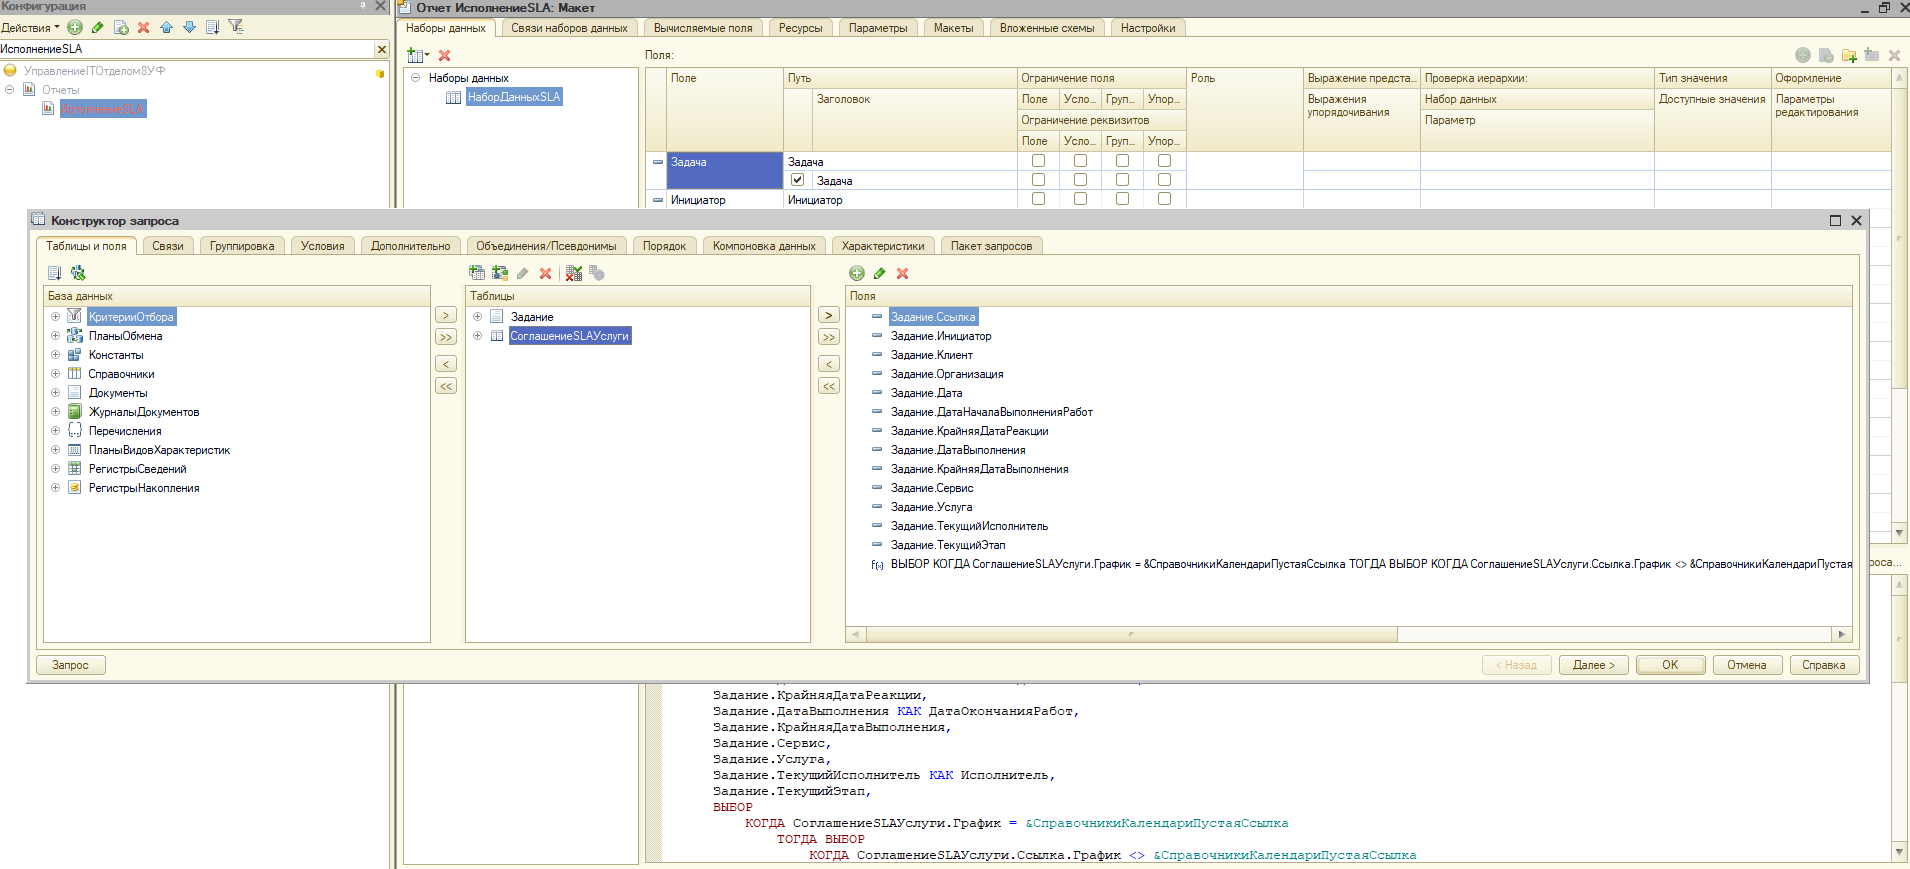 Конфигурация
Действия
ИсполнениеSLA
УправлениеITОтделом8УФ
Отчеты
ИсполнениеSLA
Отчет ИсполнениеSLA: Макет
Наборы данных
Связи наборов данных
Вычисляемые поля
Ресурсы
Параметры
Макеты
Вложенные схемы
Настройки
Наборы данных
НаборДанныхSLA
Поля:
Поле
Путь
Ограничение поля
Роль
Выражение предста...
Проверка иерархии:
Тип значения
Оформление
Заголовок
Поле
Усло...
Груп...
Упор...
Выражения упорядочивания
Набор данных
Доступные значения
Параметры редактирования
Ограничение реквизитов
Параметр
Поле
Усло...
Груп...
Упор...
Задача
Задача
Задача
Инициатор
Инициатор
Конструктор запроса
Таблицы и поля
Связи
Группировка
Условия
Дополнительно
Объединения/Псевдонимы
Порядок
Компоновка данных
Характеристики
Пакет запросов
База данных
КритерииОтбора
ПланыОбмена
Константы
Справочники
Документы
ЖурналыДокументов
Перечисления
ПланыВидовХарактеристик
РегистрыСведений
РегистрыНакопления
>
>>
<
<<
Таблицы
Задание
СоглашениеSLAУслуги
>
>>
<
<<
Поля
Задание.Ссылка
Задание.Инициатор
Задание.Клиент
Задание.Организация
Задание.Дата
Задание.ДатаНачалаВыполненияРабот
Задание.КрайняяДатаРеакции
Задание.ДатаВыполнения
Задание.КрайняяДатаВыполнения
Задание.Сервис
Задание.Услуга
Задание.ТекущийИсполнитель
Задание.ТекущийЭтап
ВЫБОР КОГДА СоглашениеSLAУслуги.График = &СправочникиКалендариПустаяСсылка ТОГДА ВЫБОР КОГДА СоглашениеSLAУслуги.Ссылка.График <> &СправочникиКалендариПустая
роса...
Запрос
< Назад
Далее >
ОК
Отмена
Справка
Задание.КрайняяДатаРеакции,
Задание.ДатаВыполнения КАК ДатаОкончанияРабот,
Задание.КрайняяДатаВыполнения,
Задание.Сервис,
Задание.Услуга,
Задание.ТекущийИсполнитель КАК Исполнитель,
Задание.ТекущийЭтап,
ВЫБОР
КОГДА СоглашениеSLAУслуги.График = &СправочникиКалендариПустаяСсылка
ТОГДА ВЫБОР
КОГДА СоглашениеSLAУслуги.Ссылка.График <> &СправочникиКалендариПустаяСсылка